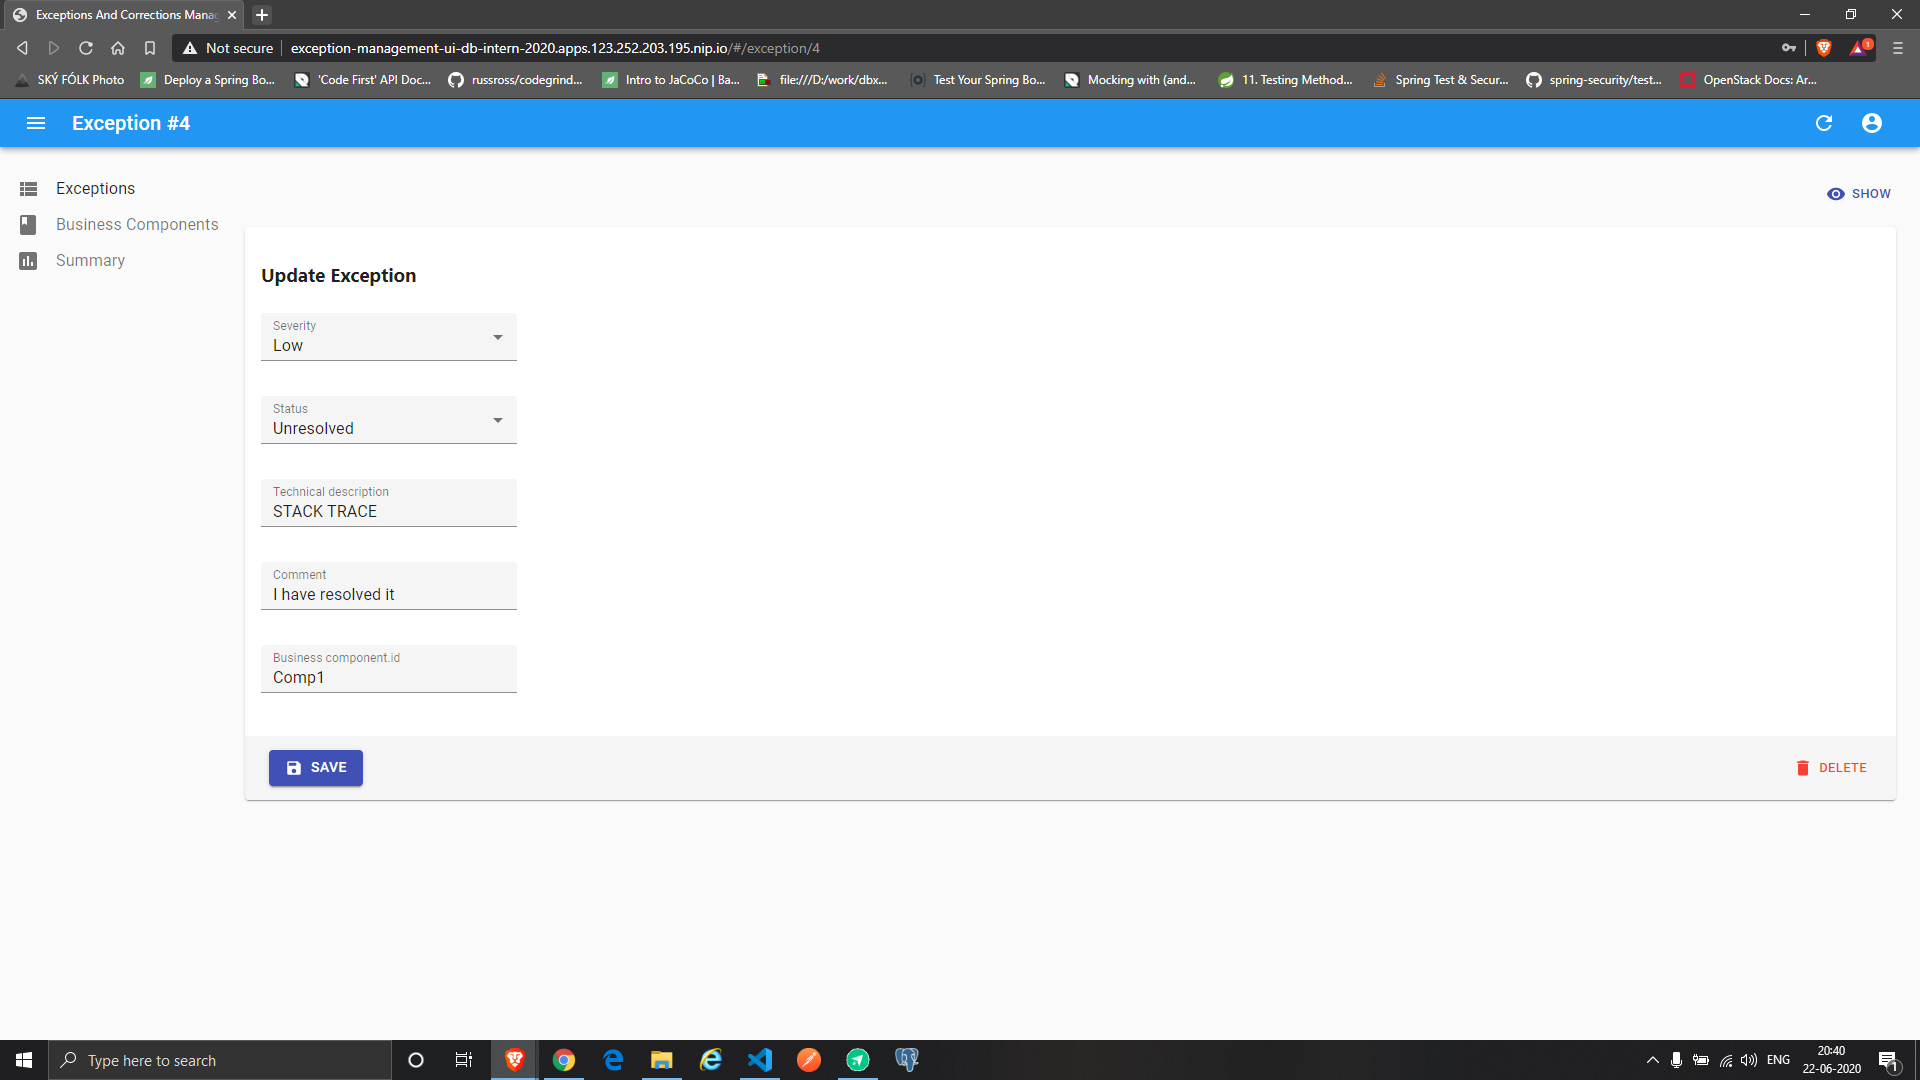 Exceptions And Corrections Mana
Not secure
exception-management-ui-db-intern-2020.apps.123.252.203.195.nip.io/#/exception/4
1
SKÝ FÓLK Photo
Deploy a Spring Bo...
'Code First' API Doc...
russross/codegrind...
Intro to JaCoCo | Ba...
file:///D:/work/dbx...
Test Your Spring Bo...
Mocking with (and...
11. Testing Method...
Spring Test & Secur...
spring-security/test...
OpenStack Docs: Ar...
Exception #4
Exceptions
Business Components
Summary
SHOW
Update Exception
Severity
Low
Status
Unresolved
Technical description
STACK TRACE
Comment
I have resolved it
Business component.id
Comp1
SAVE
DELETE
Type here to search
ENG
20:40
22-06-2020
1